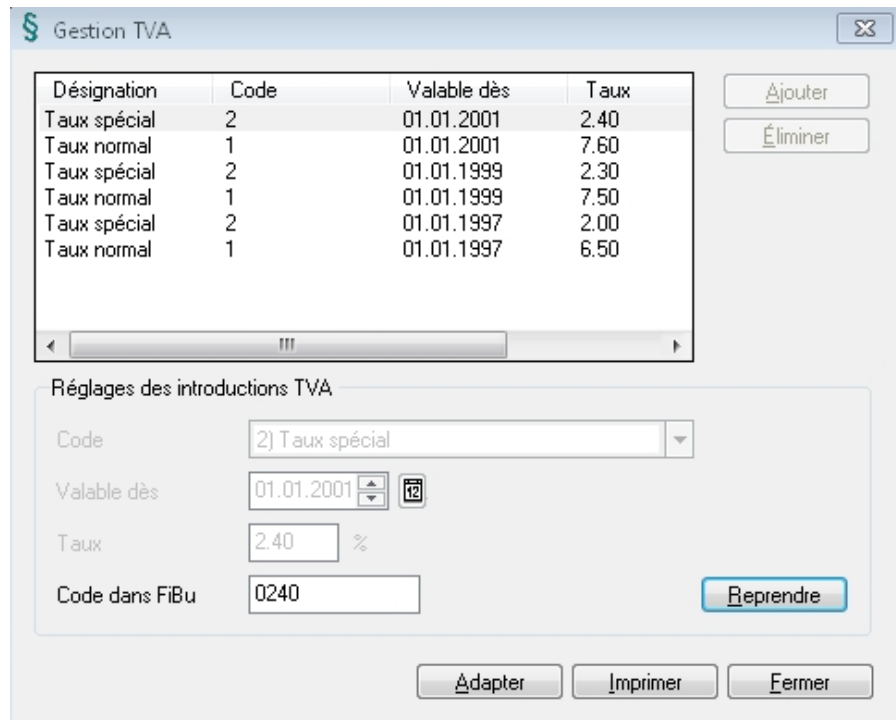 § Gestion TVA
Désignation Code Valable dès Taux
Taux spécial 2 01.01.2001 2.40
Taux normal 1 01.01.2001 7.60
Taux spécial 2 01.01.1999 2.30
Taux normal 1 01.01.1999 7.50
Taux spécial 2 01.01.1997 2.00
Taux normal 1 01.01.1997 6.50
Ajouter
Éliminer
Réglages des introductions TVA
Code 2) Taux spécial
Valable dès 01.01.2001 12
Taux 2.40 %
Code dans FiBu 0240 Reprendre
Adapter Imprimer Fermer